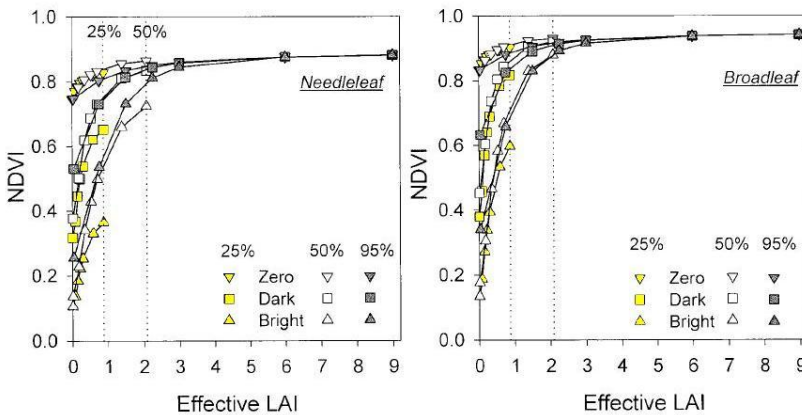 1.0
25% 50%
0.8
Needleleaf
0.6
NDVI
0.4
25% 50% 95%
Zero
0.2
Dark
Bright
0.0
0 1 2 3 4 5 6 7 8 9
Effective LAI
1.0
0.8
Broadleaf
0.6
NDVI
0.4
25% 50% 95%
Zero
0.2
Dark
Bright
0.0
0 1 2 3 4 5 6 7 8 9
Effective LAI